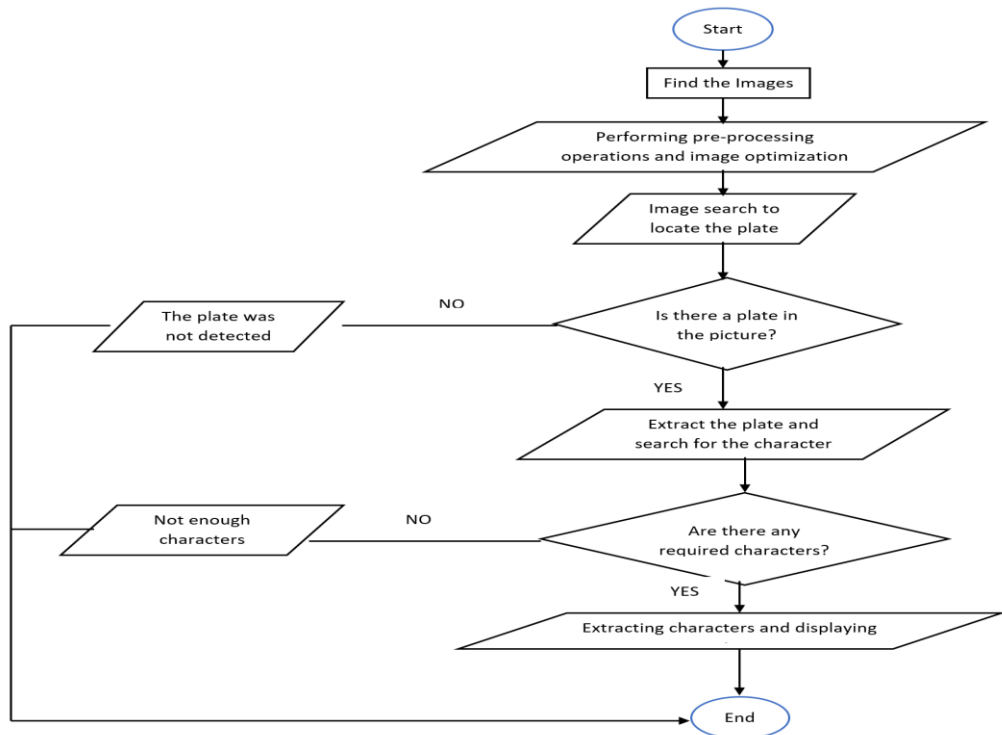 Start
Find the Images
Performing pre-processing
operations and image optimization
Image search to
locate the plate
Is there a plate in
the picture?
NO
The plate was
not detected
YES
Extract the plate and
search for the character
Are there any
required characters?
NO
Not enough
characters
YES
Extracting characters and displaying
End